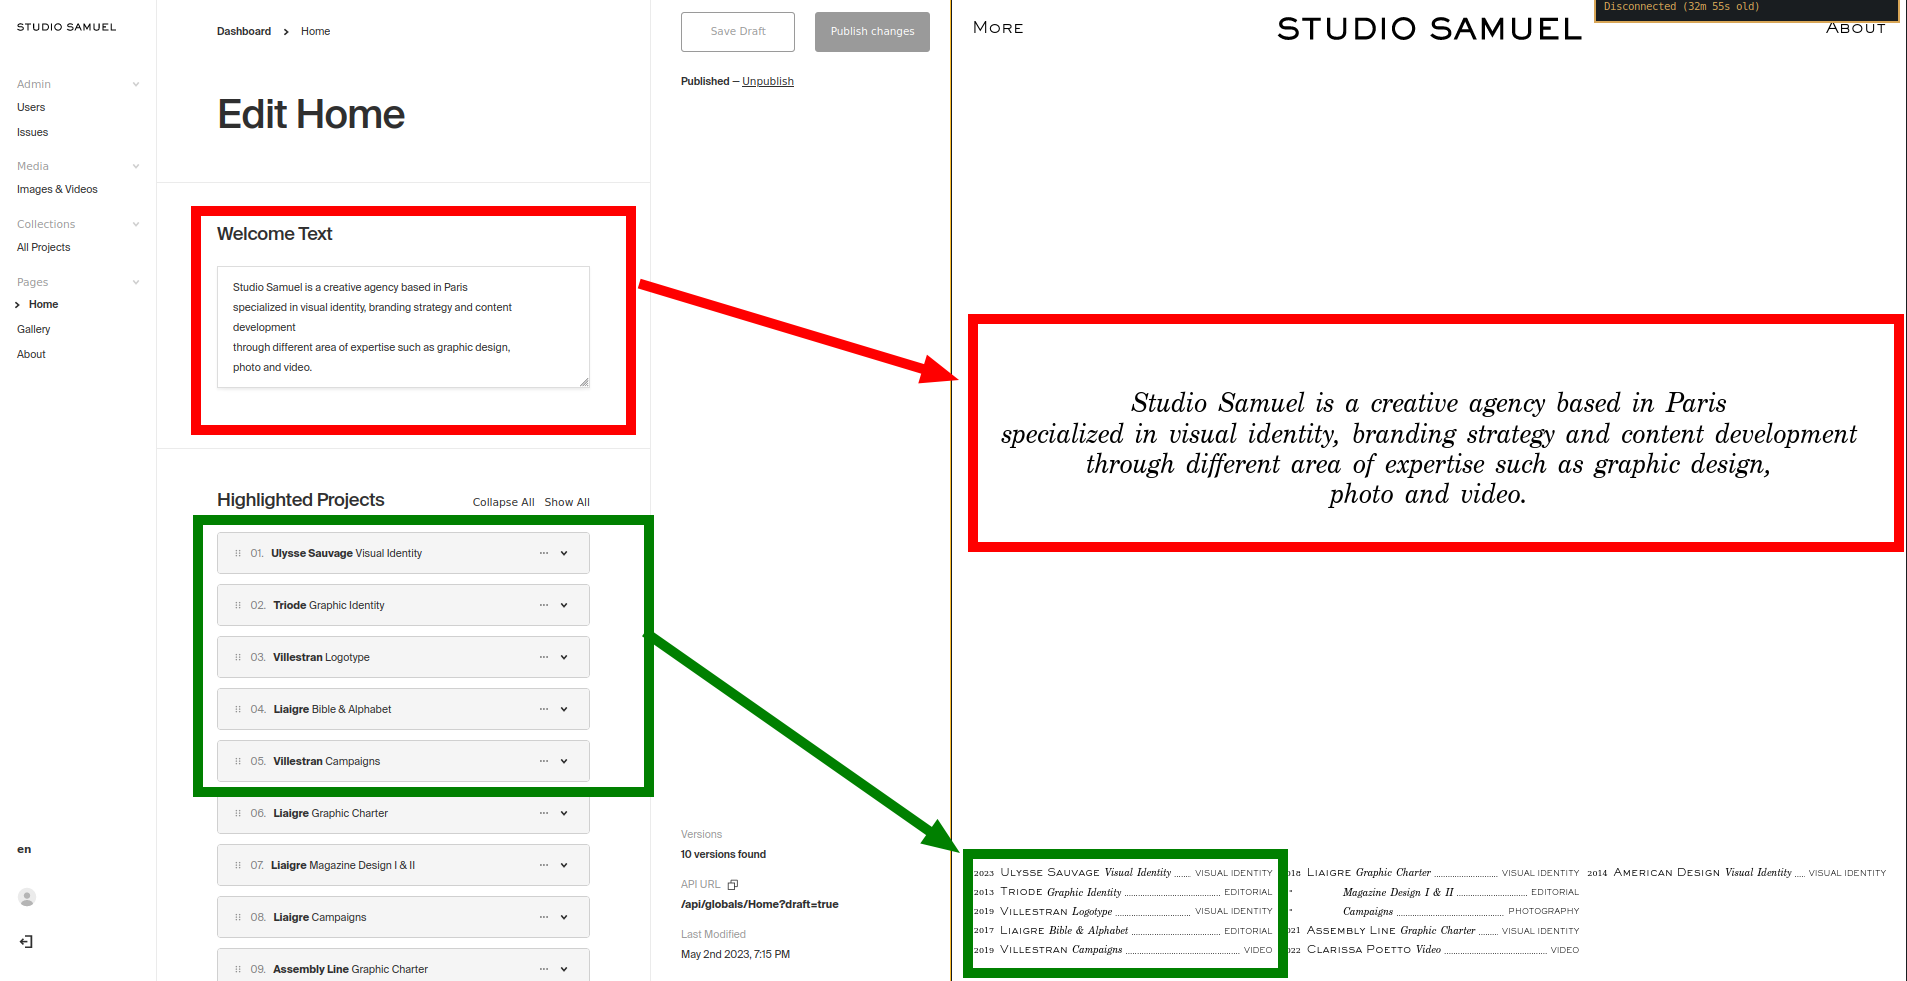 STUDIO SAMUEL
Admin
Users
Issues
Media
Images & Videos
Collections
All Projects
Pages
Home
Gallery
About
en
Dashboard > Home
Edit Home
Welcome Text
Studio Samuel is a creative agency based in Paris
specialized in visual identity, branding strategy and content
development
through different area of expertise such as graphic design,
photo and video.
Highlighted Projects
Collapse All Show All
01. Ulysse Sauvage Visual Identity
02. Triode Graphic Identity
03. Villestran Logotype
04. Liaigre Bible & Alphabet
05. Villestran Campaigns
06. Liaigre Graphic Charter
07. Liaigre Magazine Design I & II
08. Liaigre Campaigns
09. Assembly Line Graphic Charter
Save Draft
Publish changes
Published — Unpublish
Versions
10 versions found
API URL
/api/globals/Home?draft=true
Last Modified
May 2nd 2023, 7:15 PM
Disconnected (32m 55s old)
More
STUDIO SAMUEL
About
Studio Samuel is a creative agency based in Paris
specialized in visual identity, branding strategy and content development
through different area of expertise such as graphic design,
photo and video.
2023 Ulysse Sauvage Visual Identity ...... VISUAL IDENTITY
2013 Triode Graphic Identity ...... EDITORIAL
2019 Villestran Logotype ...... VISUAL IDENTITY
2017 Liaigre Bible & Alphabet ...... EDITORIAL
2019 Villestran Campaigns ...... VIDEO
18 Liaigre Graphic Charter ...... VISUAL IDENTITY
" Magazine Design I & II ...... EDITORIAL
" Campaigns ...... PHOTOGRAPHY
21 Assembly Line Graphic Charter ...... VISUAL IDENTITY
22 Clarissa Poetto Video ...... VIDEO
2014 American Design Visual Identity .... VISUAL IDENTITY